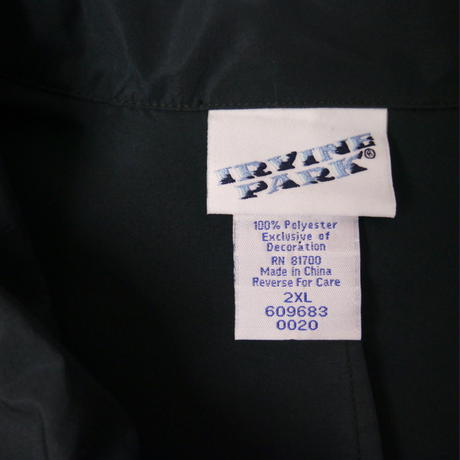 IRVINE
PARK®
100% Polyester
Exclusive of
Decoration
RN 81700
Made in China
Reverse For Care
2XL
609683
0020